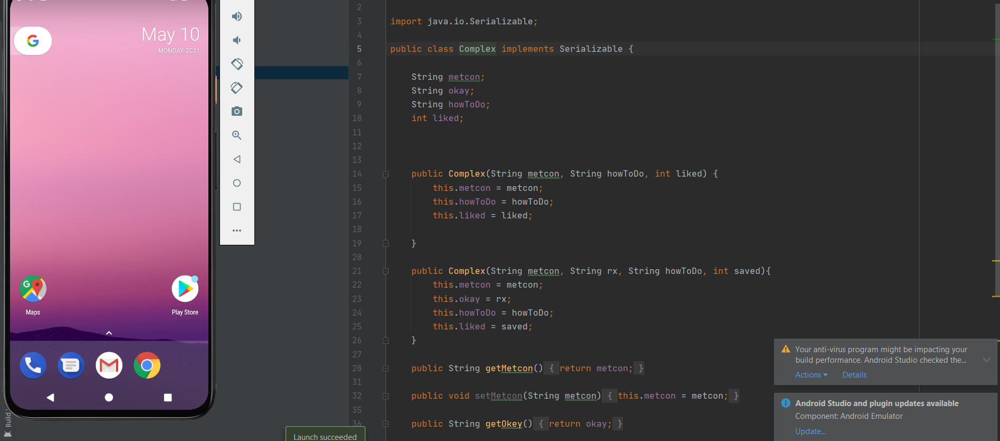 May 10
MONDAY, 2021
Maps
Play Store
Build
2
3 import java.io.Serializable;
4
5 public class Complex implements Serializable {
6
7 String metcon;
8 String okay;
9 String howToDo;
10 int liked;
11
12
13
14 public Complex(String metcon, String howToDo, int liked) {
15 this.metcon = metcon;
16 this.howToDo = howToDo;
17 this.liked = liked;
18
19 }
20
21 public Complex(String metcon, String rx, String howToDo, int saved){
22 this.metcon = metcon;
23 this.okay = rx;
24 this.howToDo = howToDo;
25 this.liked = saved;
26 }
27
28 public String getMetcon() { return metcon; }
31
32 public void setMetcon(String metcon) { this.metcon = metcon; }
35
36 public String getOkey() { return okay; }
Launch succeeded
Your anti-virus program might be impacting your
build performance. Android Studio checked the...
Actions Details
Android Studio and plugin updates available
Component: Android Emulator
Update...